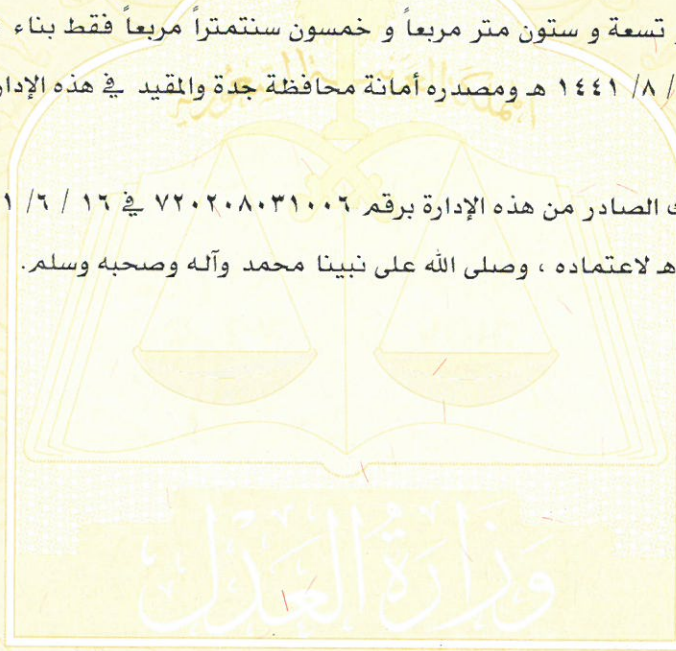 تسعة و ستون متر مربعاً و خمسون سنتمتراً مربعاً فقط بناء
/ ٨/ ١٤٤١ هـ ومصدره أمانة محافظة جدة والمقيد في هذه الإدار
ك الصادر من هذه الإدارة برقم ٧٢٠٢٠٨٠٣١٠٠٦ في ١٦ / ٦/ ١
هـ لاعتماده ، وصلى الله على نبينا محمد وآله وصحبه وسلم.
وزارة العدل